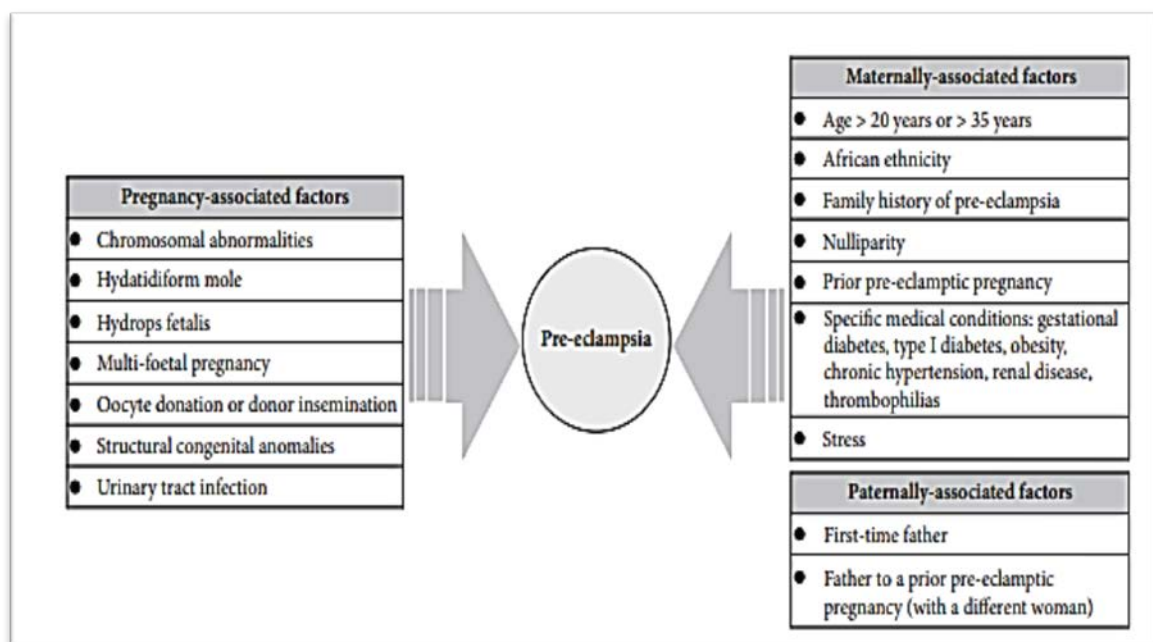 Pregnancy-associated factors
● Chromosomal abnormalities
● Hydatidiform mole
● Hydrops fetalis
● Multi-foetal pregnancy
● Oocyte donation or donor insemination
● Structural congenital anomalies
● Urinary tract infection
Pre-eclampsia
Maternally-associated factors
● Age > 20 years or > 35 years
● African ethnicity
● Family history of pre-eclampsia
● Nulliparity
● Prior pre-eclamptic pregnancy
● Specific medical conditions: gestational
diabetes, type I diabetes, obesity,
chronic hypertension, renal disease,
thrombophilias
● Stress
Paternally-associated factors
● First-time father
● Father to a prior pre-eclamptic
pregnancy (with a different woman)